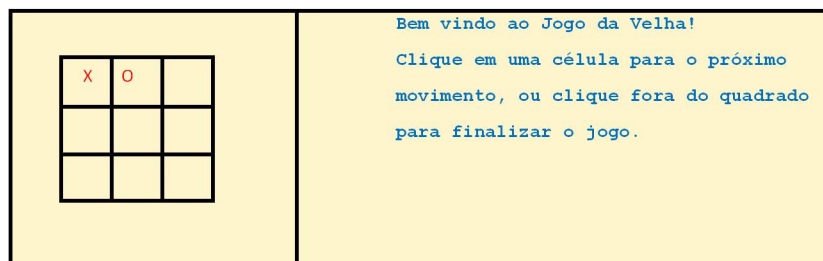 X O
Bem vindo ao Jogo da Velha!
Clique em uma célula para o próximo
movimento, ou clique fora do quadrado
para finalizar o jogo.